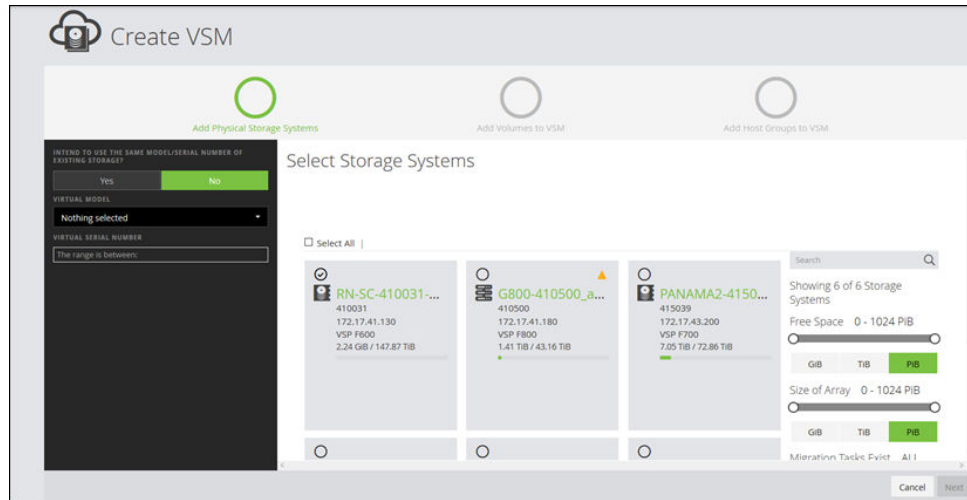 Create VSM
Add Physical Storage Systems
Add Volumes to VSM
Add Host Groups to VSM
INTEND TO USE THE SAME MODEL/SERIAL NUMBER OF
EXISTING STORAGE?
Yes
No
VIRTUAL MODEL
Nothing selected
VIRTUAL SERIAL NUMBER
The range is between:
Select Storage Systems
Select All |
RN-SC-410031-...
410031
172.17.41.130
VSP F600
2.24 GiB / 147.87 TiB
G800-410500_a...
410500
172.17.41.180
VSP F800
1.41 TiB / 43.16 TiB
PANAMA2-4150...
415039
172.17.43.200
VSP F700
7.05 TiB / 72.86 TiB
Search
Showing 6 of 6 Storage
Systems
Free Space 0 - 1024 PiB
GiB TiB PiB
Size of Array 0 - 1024 PiB
GiB TiB PiB
Migration Tasks Exist ALL
Cancel
Next